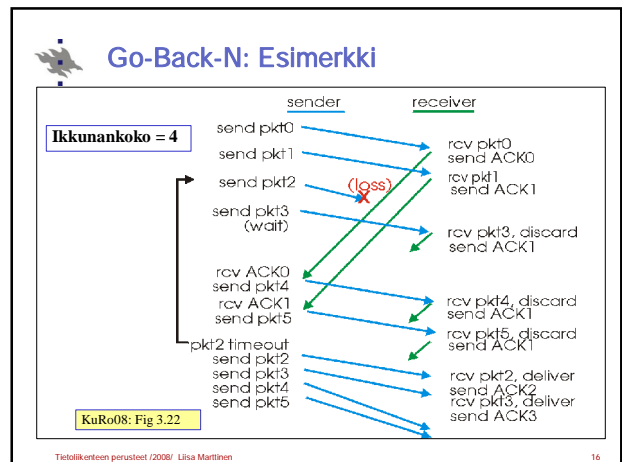 Go-Back-N: Esimerkki
sender
receiver
Ikkunankoko = 4
send pkt0
send pkt1
send pkt2
(loss)
X
send pkt3
(wait)
rcv pkt0
send ACK0
rcv pkt1
send ACK1
rcv pkt3, discard
send ACK1
rcv ACK0
send pkt4
rcv ACK1
send pkt5
rcv pkt4, discard
send ACK1
rcv pkt5, discard
send ACK1
pkt2 timeout
send pkt2
send pkt3
send pkt4
send pkt5
rcv pkt2, deliver
send ACK2
rcv pkt3, deliver
send ACK3
KuRo08: Fig 3.22
Tietoliikenteen perusteet /2008/ Liisa Marttinen
16